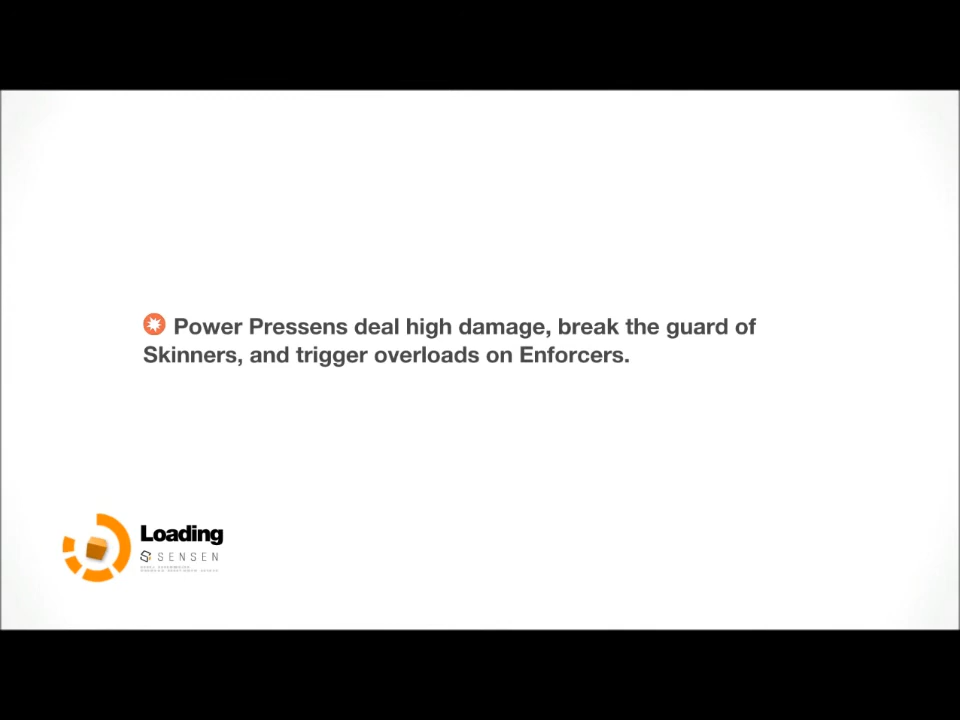 Power Pressens deal high damage, break the guard of
Skinners, and trigger overloads on Enforcers.
Loading
SENSEN